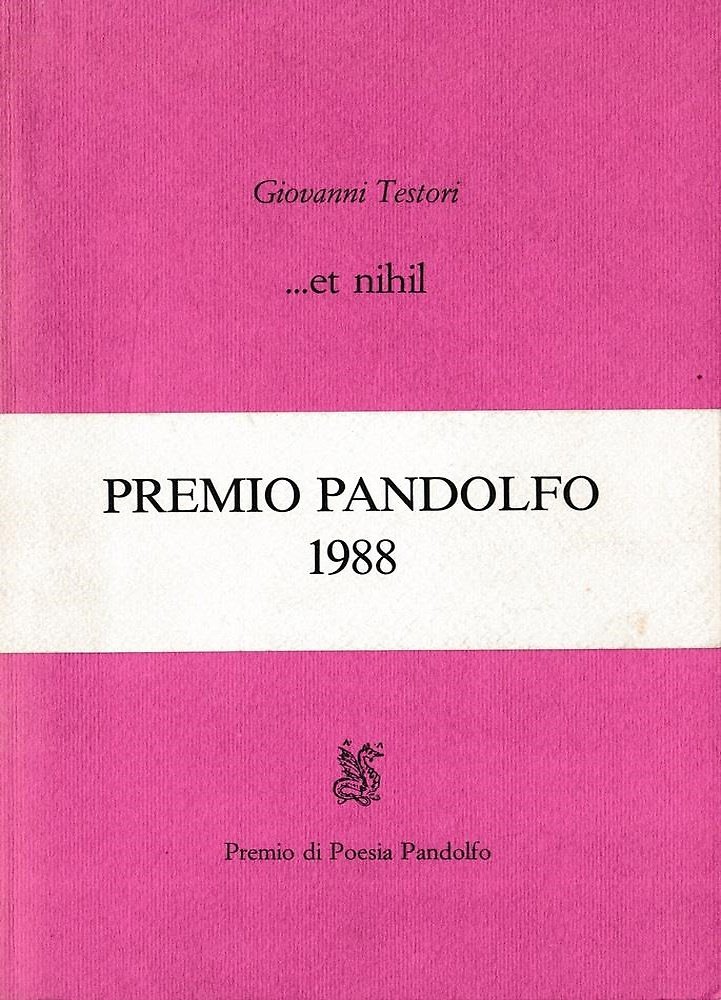 Giovanni Testori
...et nihil
PREMIO PANDOLFO
1988
Premio di Poesia Pandolfo